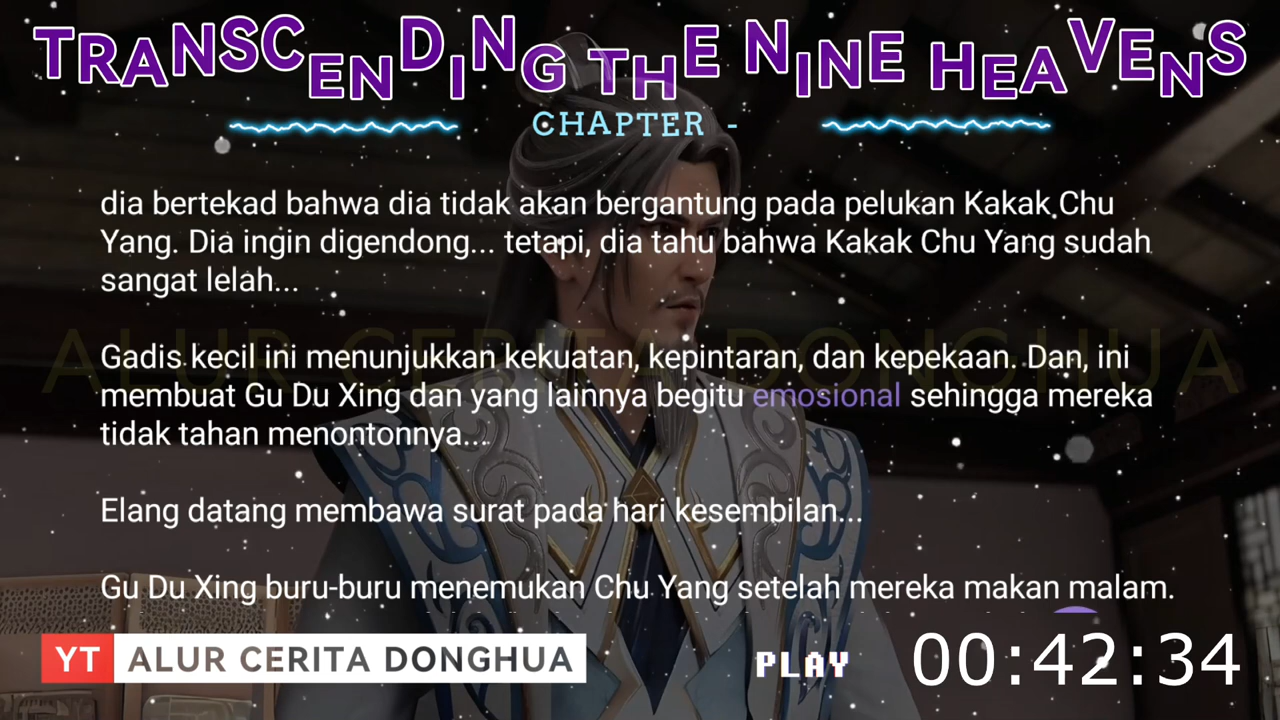 TRANSCENDING THE NINE HEAVENS
CHAPTER -
dia bertekad bahwa dia tidak akan bergantung pada pelukan Kakak Chu
Yang. Dia ingin digendong... tetapi, dia tahu bahwa Kakak Chu Yang sudah
sangat lelah...
ALUR CERITA DONGHUA
Gadis kecil ini menunjukkan kekuatan, kepintaran, dan kepekaan. Dan, ini
membuat Gu Du Xing dan yang lainnya begitu emosional sehingga mereka
tidak tahan menontonnya...
Elang datang membawa surat pada hari kesembilan...
Gu Du Xing buru-buru menemukan Chu Yang setelah mereka makan malam.
YT ALUR CERITA DONGHUA
PLAY 00:42:34